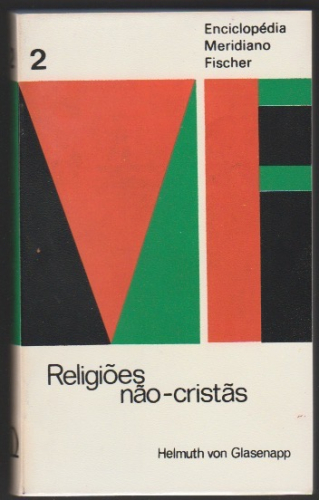 2
Enciclopédia
Meridiano
Fischer
Religiões
não-cristãs
Helmuth von Glasenapp